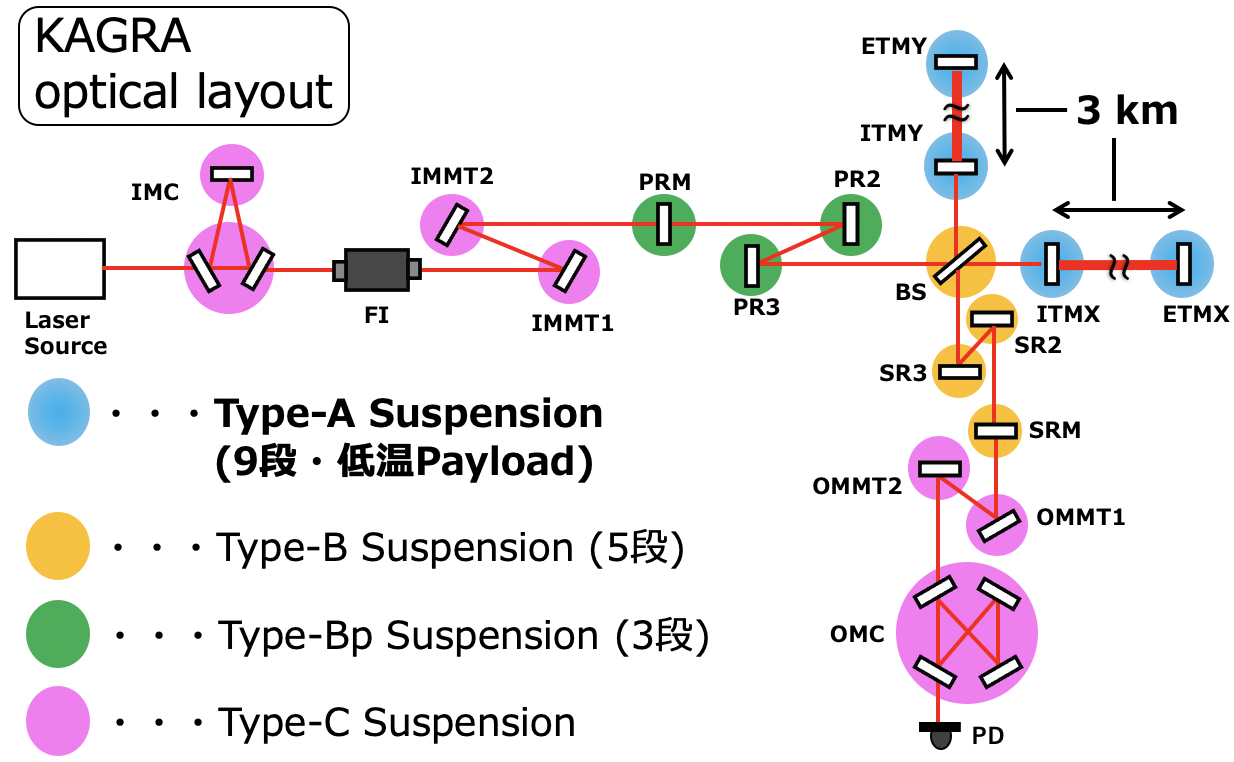 KAGRA
optical layout
ETMY
3 km
ITMY
IMC
IMMT2
PRM
PR2
Laser
Source
FI
IMMT1
PR3
BS
ITMX
ETMX
SR2
SR3
SRM
OMMT2
OMMT1
OMC
PD
・・・Type-A Suspension
(9段・低温Payload)
・・・Type-B Suspension (5段)
・・・Type-Bp Suspension (3段)
・・・Type-C Suspension